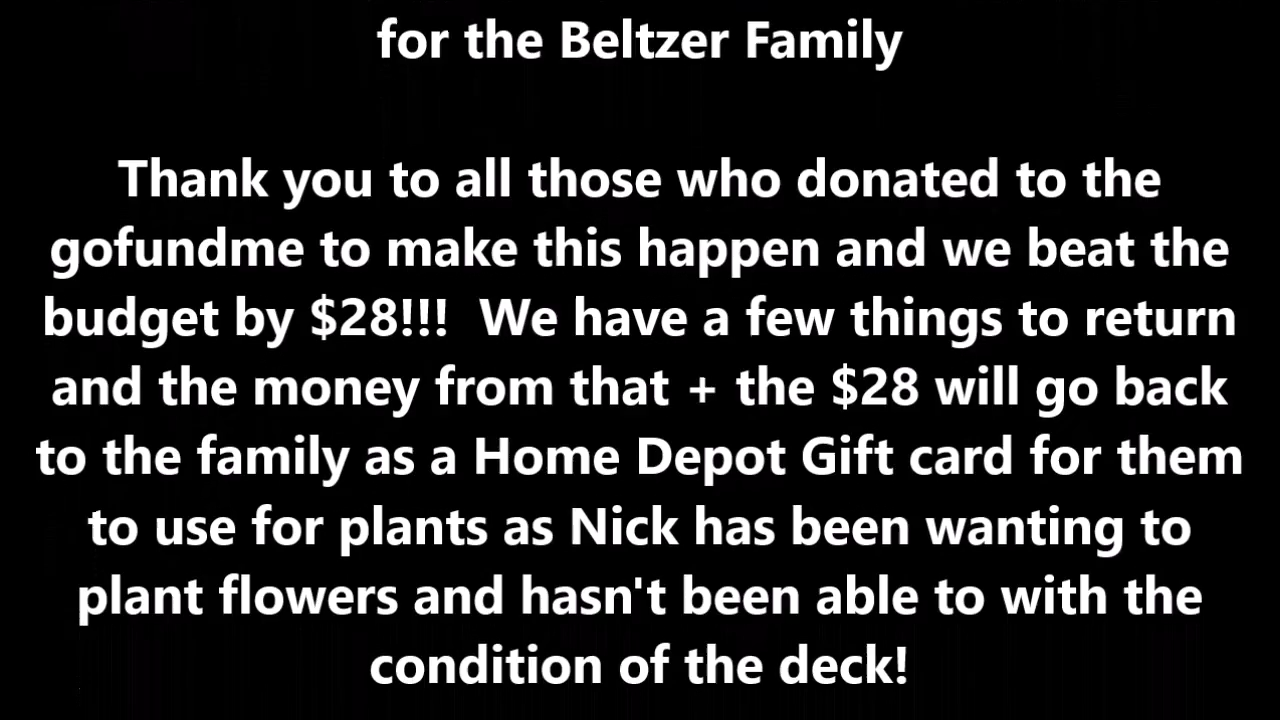 for the Beltzer Family
Thank you to all those who donated to the
gofundme to make this happen and we beat the
budget by $28!!!  We have a few things to return
and the money from that + the $28 will go back
to the family as a Home Depot Gift card for them
to use for plants as Nick has been wanting to
plant flowers and hasn't been able to with the
condition of the deck!